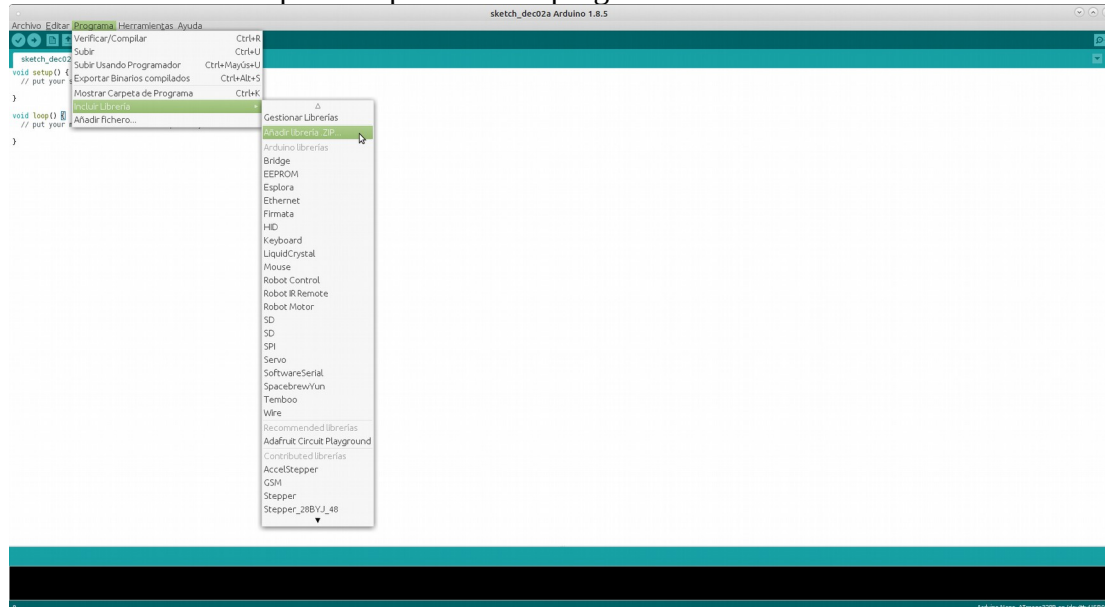 sketch_dec02a Arduino 1.8.5
Archivo Editar Programa Herramientas Ayuda
Verificar/Compilar Ctrl+R
Subir Ctrl+U
Subir Usando Programador Ctrl+Mayús+U
Exportar Binarios compilados Ctrl+Alt+S
Mostrar Carpeta de Programa Ctrl+K
Incluir Librería
Añadir fichero...
sketch_dec02
void setup() {
// put your
}
void loop() {
// put your
}
Gestionar Librerías
Añadir librería .ZIP...
Arduino librerías
Bridge
EEPROM
Esplora
Ethernet
Firmata
HID
Keyboard
LiquidCrystal
Mouse
Robot Control
Robot IR Remote
Robot Motor
SD
SD
SPI
Servo
SoftwareSerial
SpacebrewYun
Temboo
Wire
Recommended librerías
Adafruit Circuit Playground
Contributed librerías
AccelStepper
GSM
Stepper
Stepper_28BYJ_48